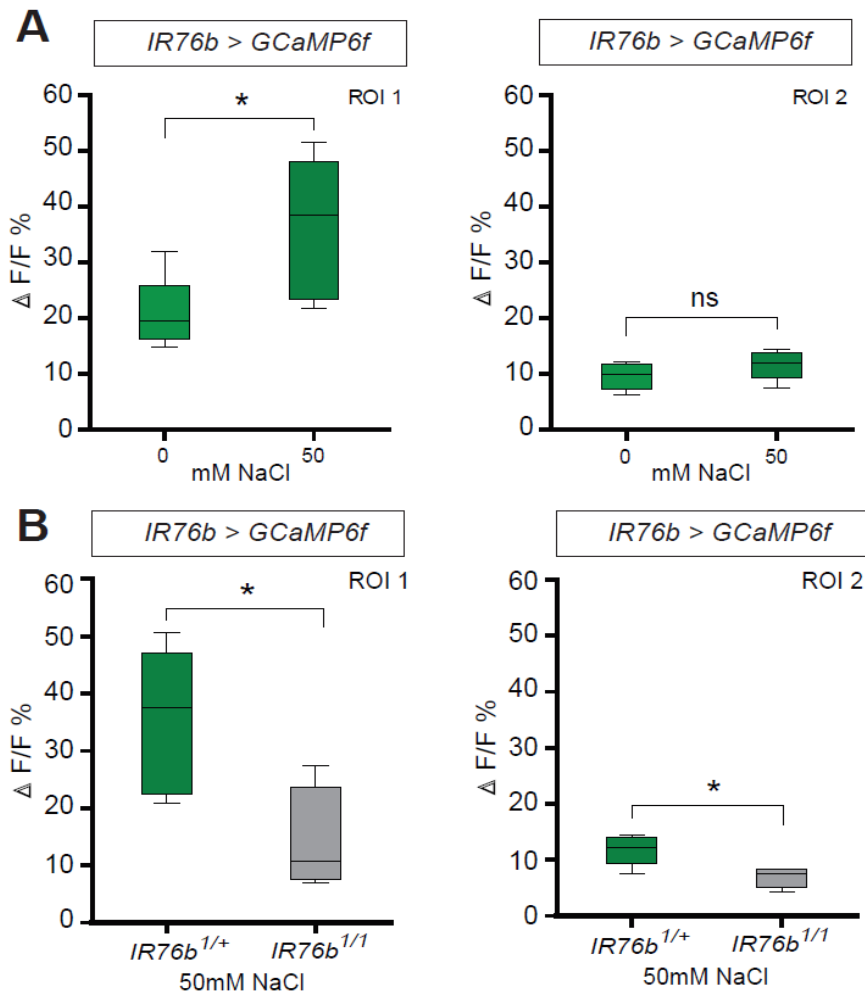 A
IR76b > GCaMP6f
ROI 1
*
60
50
40
30
20
10
0
Δ F/F %
0
50
mM NaCl
IR76b > GCaMP6f
ROI 2
ns
60
50
40
30
20
10
0
Δ F/F %
0
50
mM NaCl
B
IR76b > GCaMP6f
ROI 1
*
60
50
40
30
20
10
0
Δ F/F %
IR76b1/+
IR76b1/1
50mM NaCl
IR76b > GCaMP6f
ROI 2
*
60
50
40
30
20
10
0
Δ F/F %
IR76b1/+
IR76b1/1
50mM NaCl